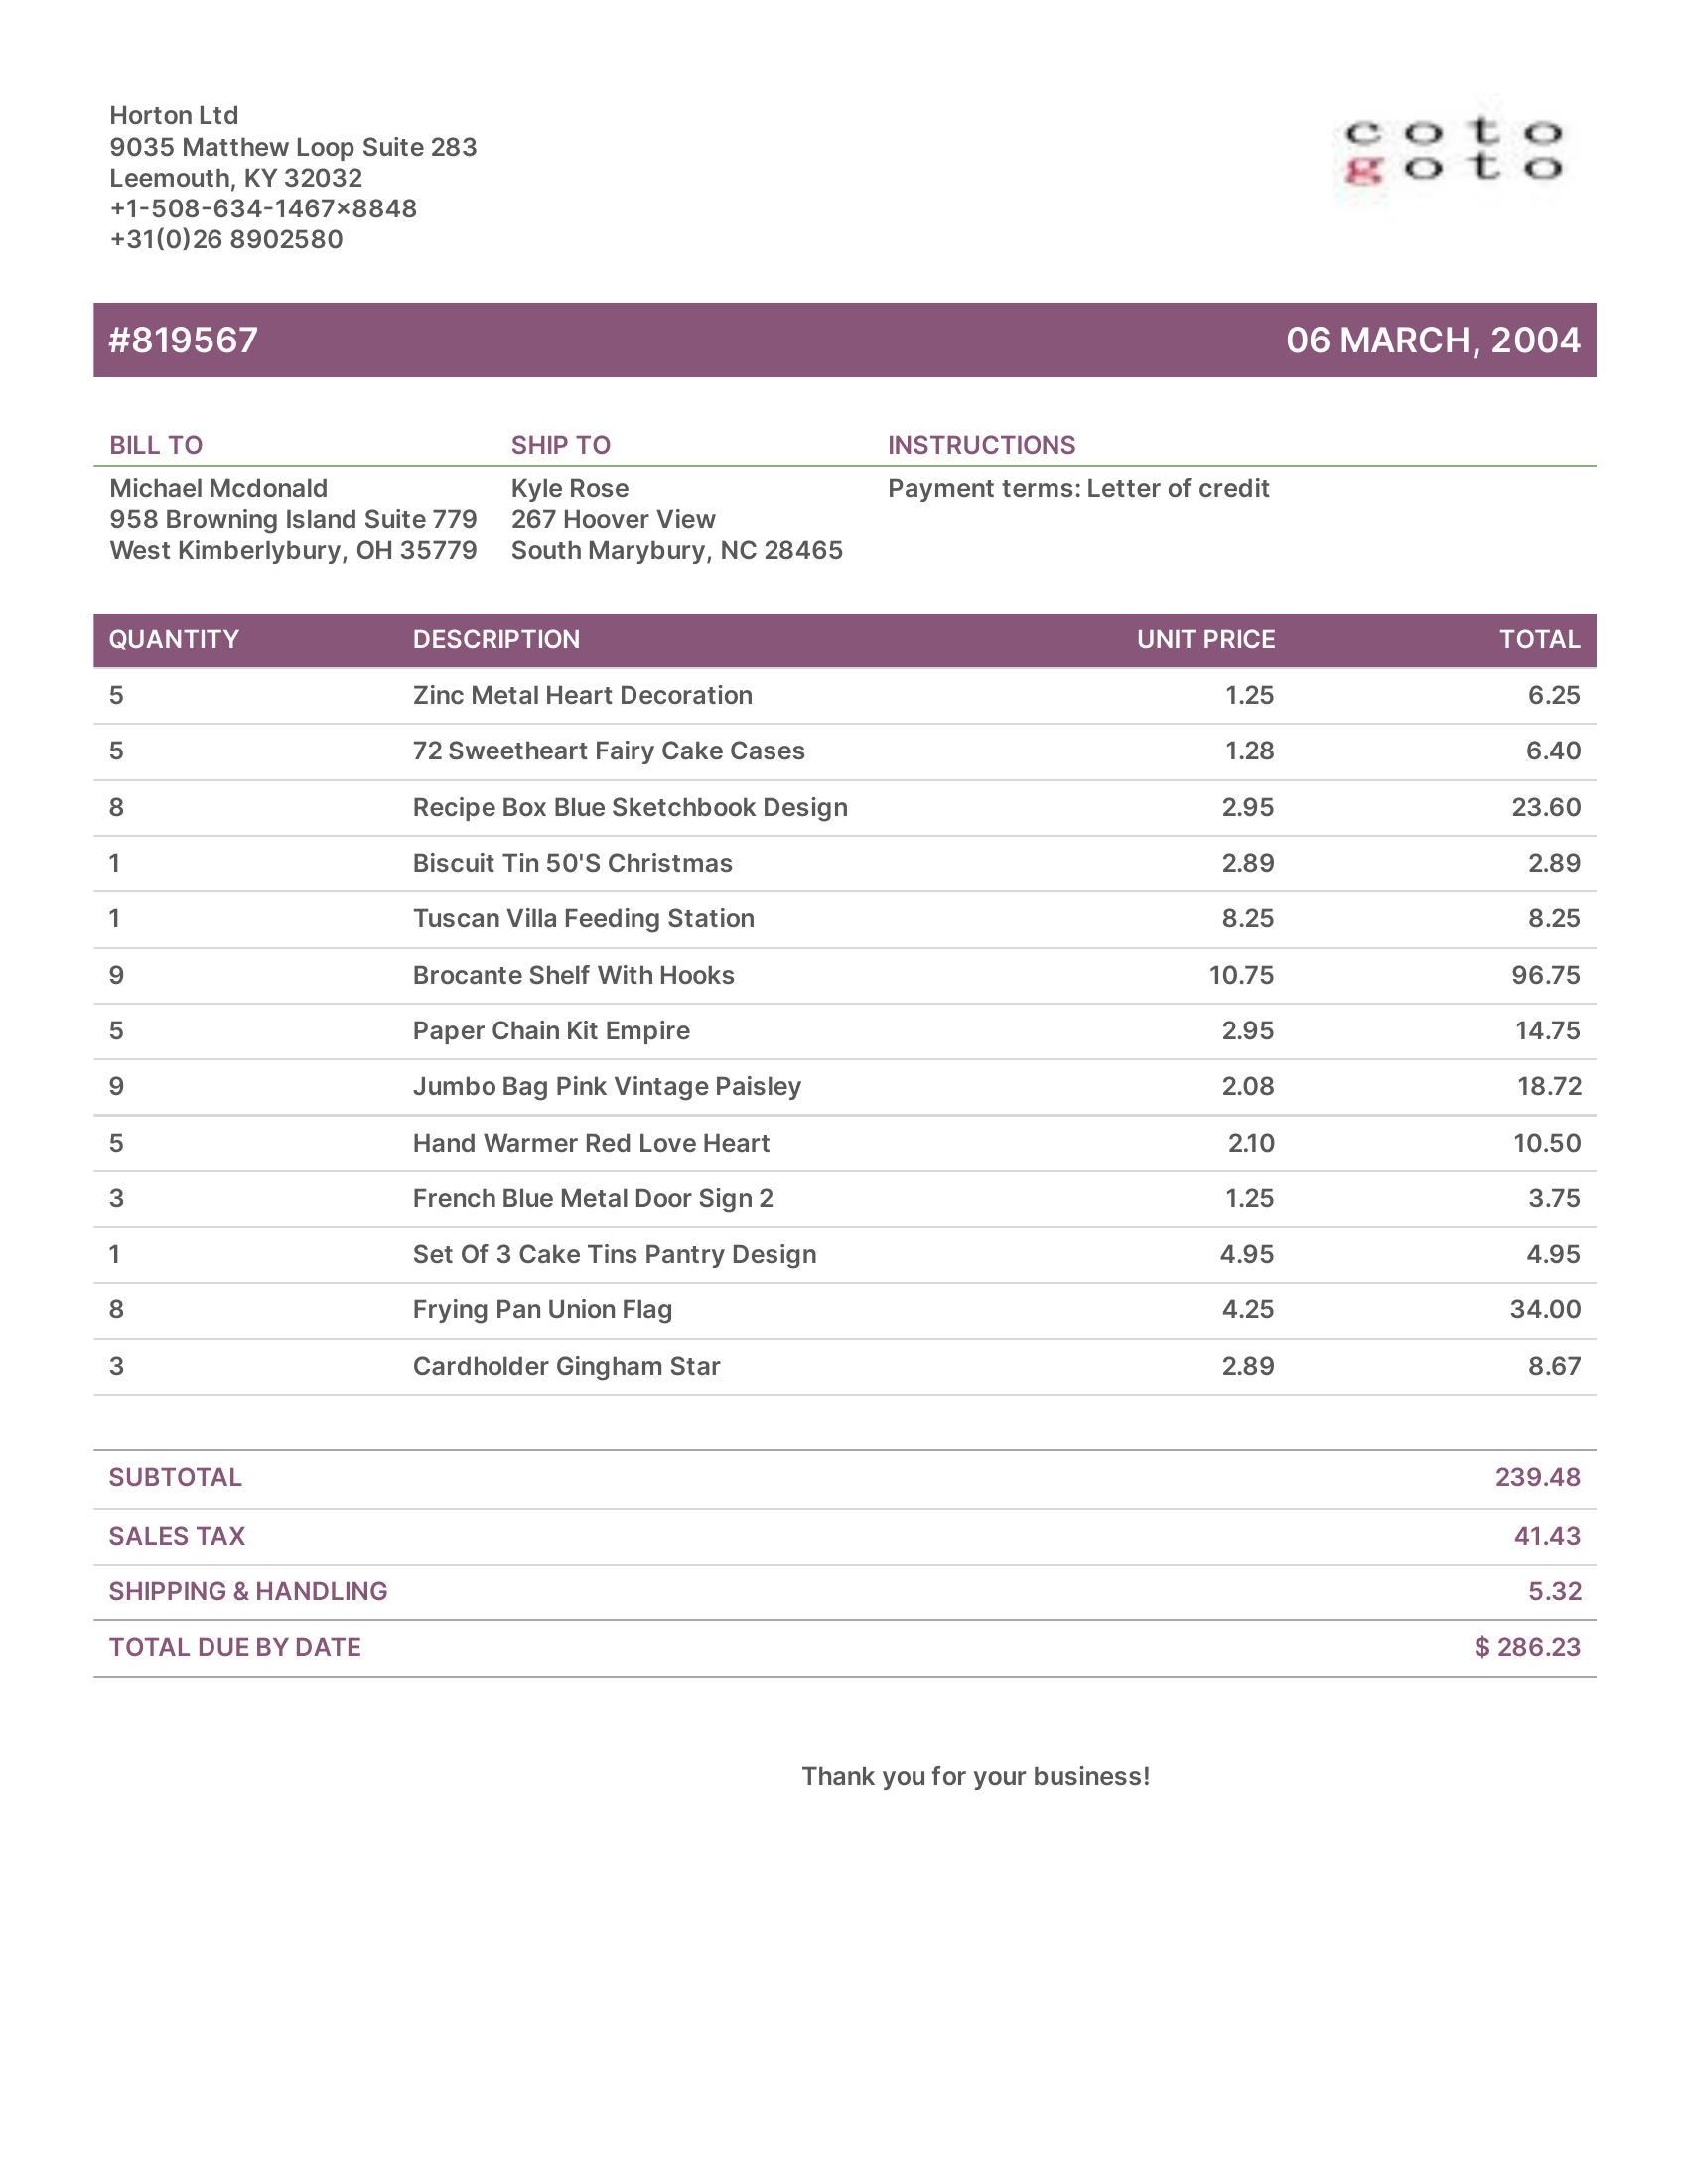 Horton Ltd
9035 Matthew Loop Suite 283
Leemouth, KY 32032
+1-508-634-1467×8848
+31(0)26 8902580
coto
goto
#819567 06 MARCH, 2004
BILL TO SHIP TO INSTRUCTIONS
Michael Mcdonald Kyle Rose Payment terms: Letter of credit
958 Browning Island Suite 779 267 Hoover View
West Kimberlybury, OH 35779 South Marybury, NC 28465
QUANTITY DESCRIPTION UNIT PRICE TOTAL
5 Zinc Metal Heart Decoration 1.25 6.25
5 72 Sweetheart Fairy Cake Cases 1.28 6.40
8 Recipe Box Blue Sketchbook Design 2.95 23.60
1 Biscuit Tin 50'S Christmas 2.89 2.89
1 Tuscan Villa Feeding Station 8.25 8.25
9 Brocante Shelf With Hooks 10.75 96.75
5 Paper Chain Kit Empire 2.95 14.75
9 Jumbo Bag Pink Vintage Paisley 2.08 18.72
5 Hand Warmer Red Love Heart 2.10 10.50
3 French Blue Metal Door Sign 2 1.25 3.75
1 Set Of 3 Cake Tins Pantry Design 4.95 4.95
8 Frying Pan Union Flag 4.25 34.00
3 Cardholder Gingham Star 2.89 8.67
SUBTOTAL 239.48
SALES TAX 41.43
SHIPPING & HANDLING 5.32
TOTAL DUE BY DATE $ 286.23
Thank you for your business!